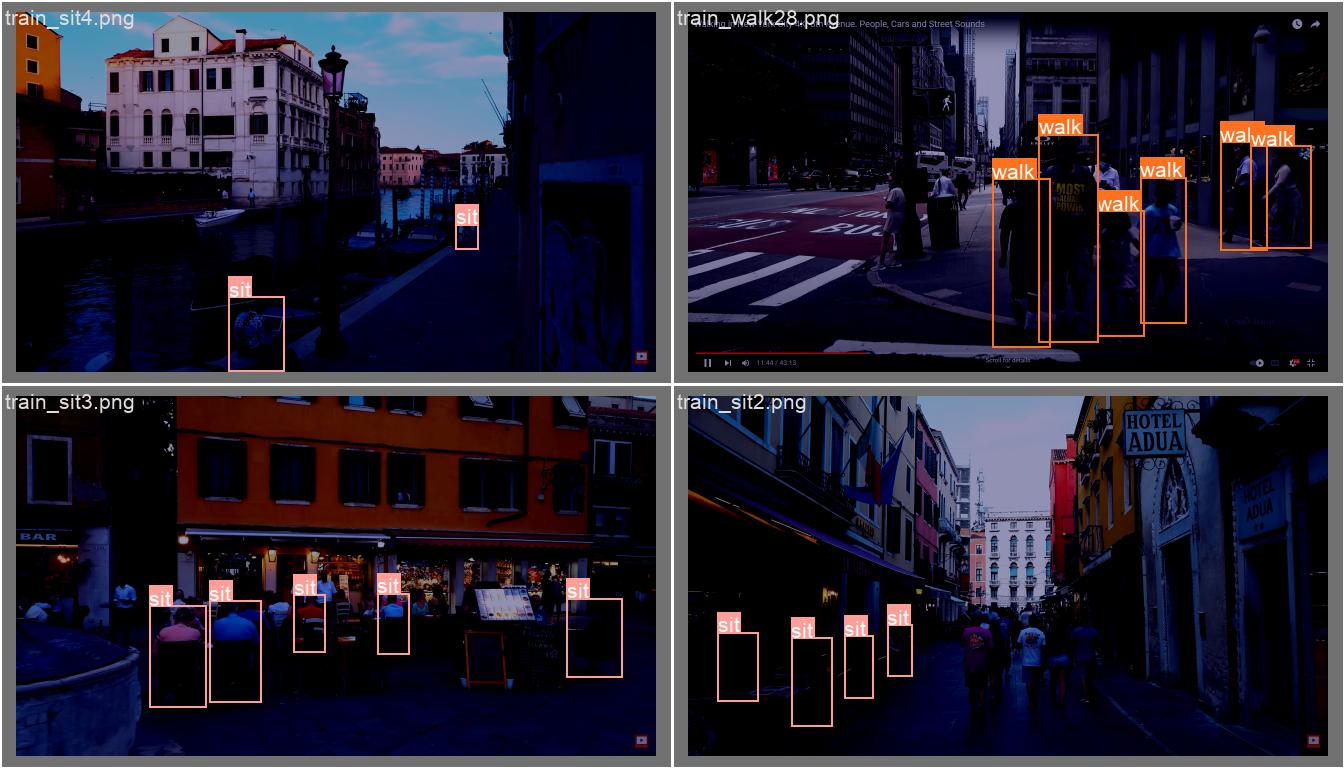 train_sit4.png
sit
sit
train_walk28.png
Avenue. People, Cars and Street Sounds
walk
walk
walk
walk
walk
walk
MOST
POWER
BUS
11:44 / 43:13
Scroll for details
train_sit3.png
BAR
sit
sit
sit
sit
sit
train_sit2.png
HOTEL
ADUA
HOTEL
ADUA
sit
sit
sit
sit